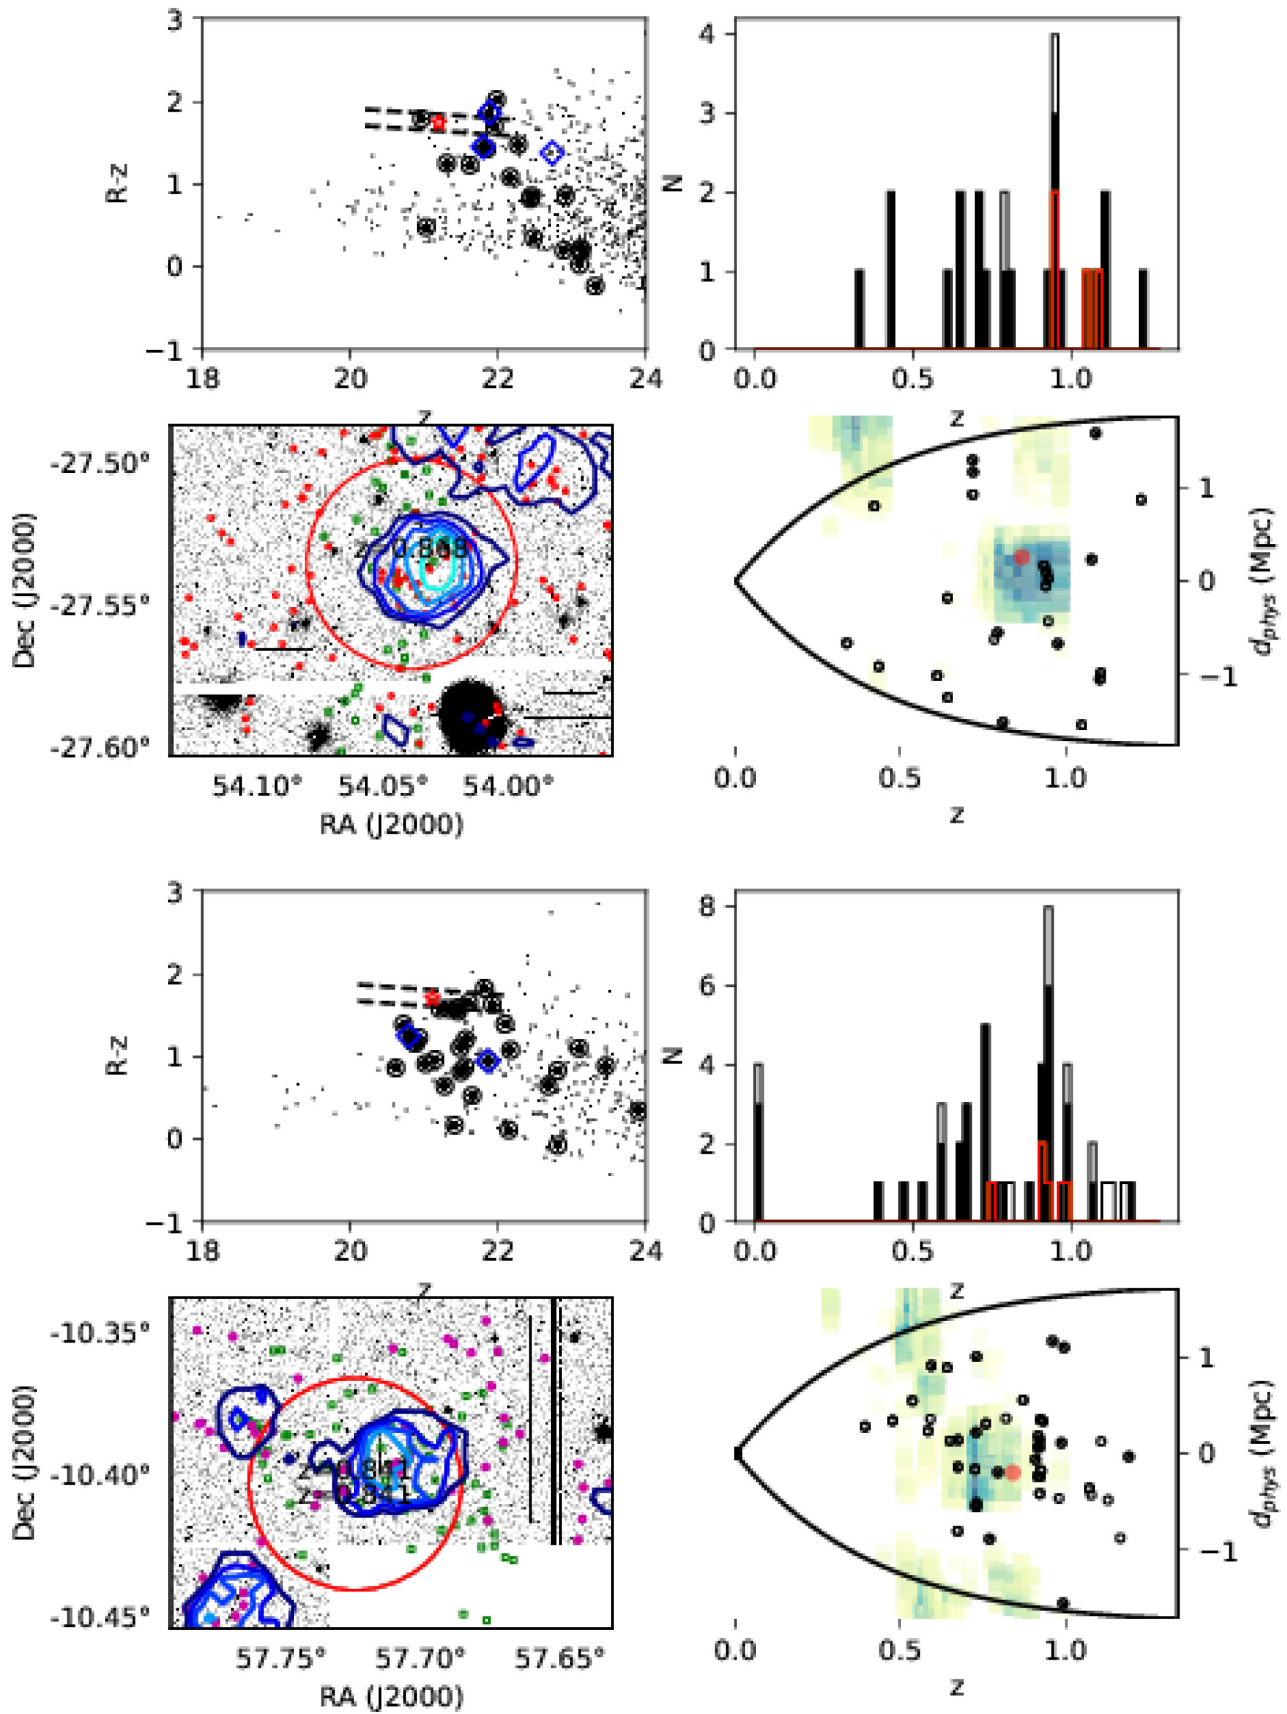 3
2
1
0
−1
R-z
18 20 22 24
z
4
3
2
1
0
N
0.0 0.5 1.0
z
-27.50°
-27.55°
-27.60°
Dec (J2000)
z=0.868
54.10° 54.05° 54.00°
RA (J2000)
1
0
−1
d_phys (Mpc)
0.0 0.5 1.0
z
3
2
1
0
−1
R-z
18 20 22 24
z
8
6
4
2
0
N
0.0 0.5 1.0
z
-10.35°
-10.40°
-10.45°
Dec (J2000)
z=0.841
z=0.841
57.75° 57.70° 57.65°
RA (J2000)
1
0
−1
d_phys (Mpc)
0.0 0.5 1.0
z